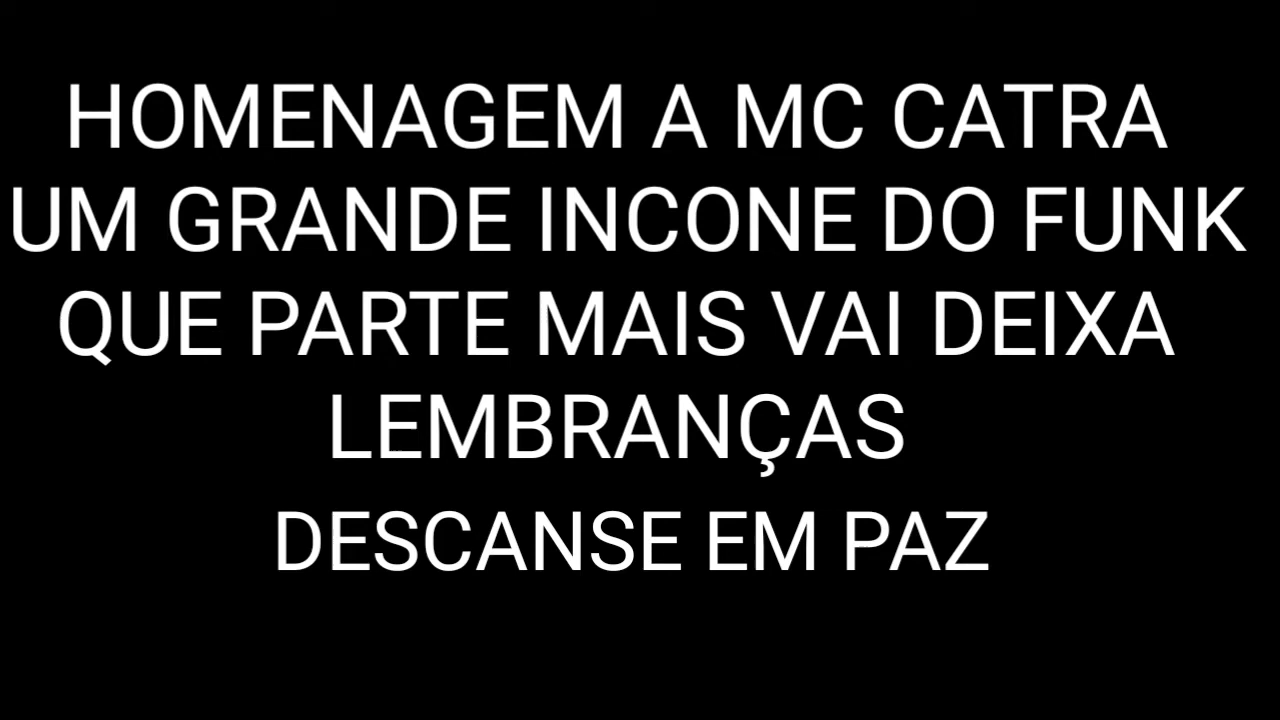 HOMENAGEM A MC CATRA
UM GRANDE INCONE DO FUNK
QUE PARTE MAIS VAI DEIXA
LEMBRANÇAS
DESCANSE EM PAZ